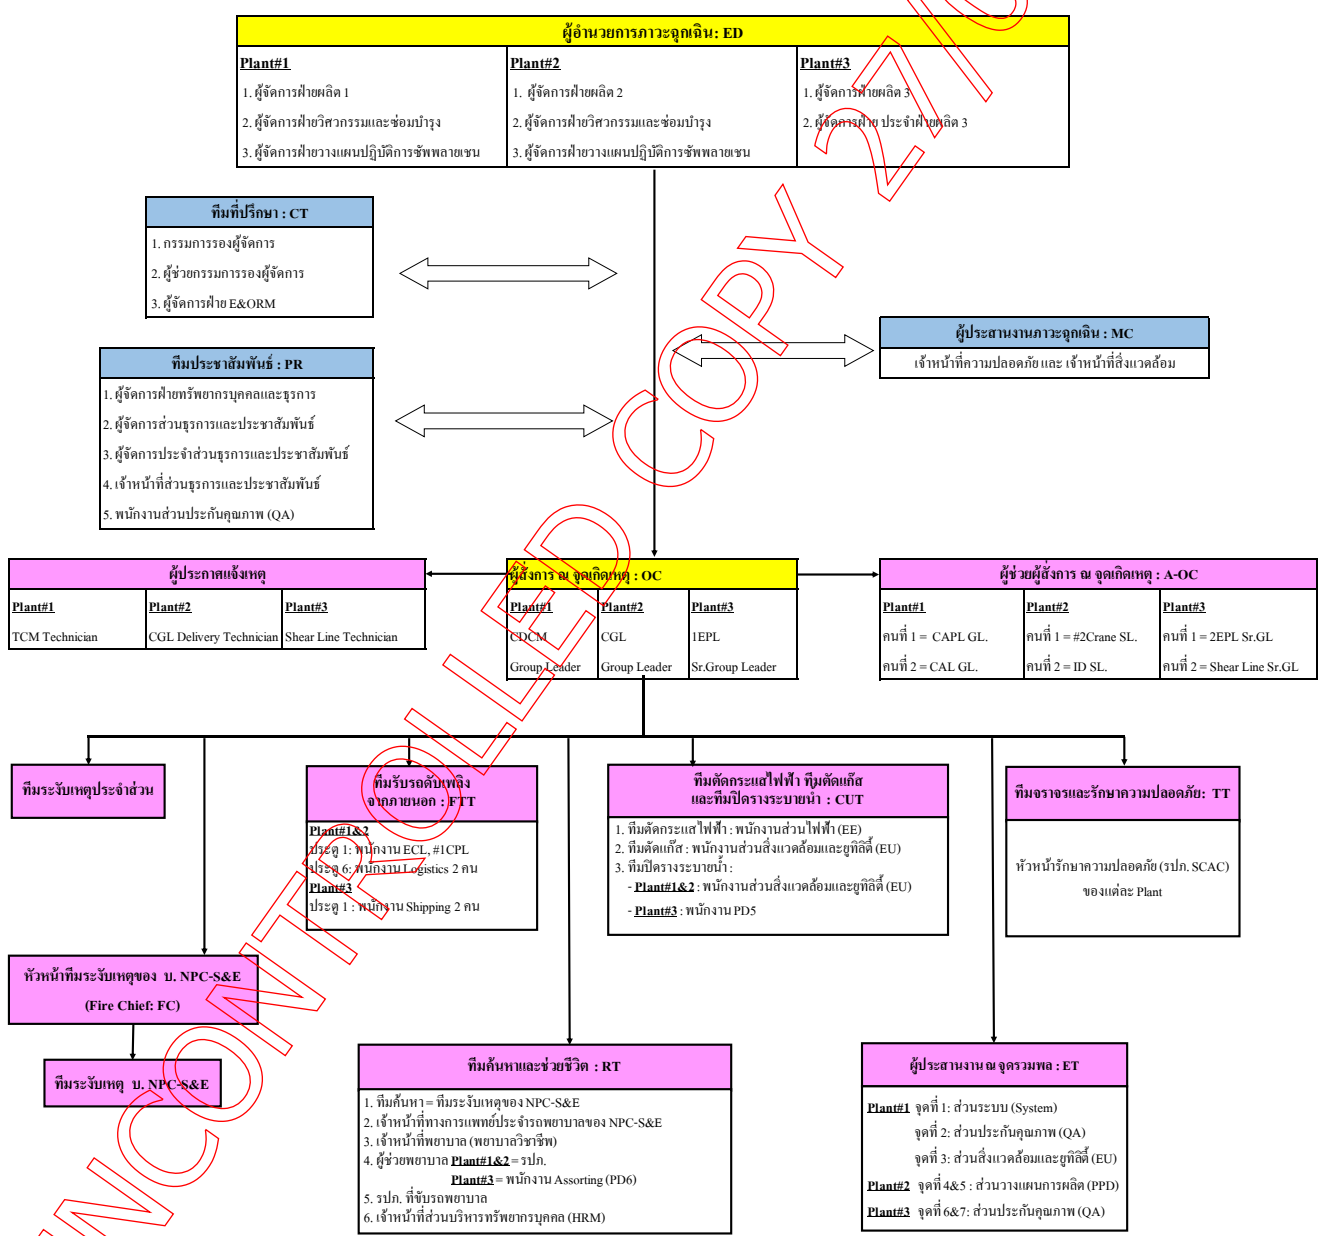 ผู้อำนวยการภาวะฉุกเฉิน: ED
Plant#1
1. ผู้จัดการฝ่ายผลิต 1
2. ผู้จัดการฝ่ายวิศวกรรมและซ่อมบำรุง
3. ผู้จัดการฝ่ายวางแผนปฏิบัติการซัพพลายเชน
Plant#2
1. ผู้จัดการฝ่ายผลิต 2
2. ผู้จัดการฝ่ายวิศวกรรมและซ่อมบำรุง
3. ผู้จัดการฝ่ายวางแผนปฏิบัติการซัพพลายเชน
Plant#3
1. ผู้จัดการฝ่ายผลิต 3
2. ผู้จัดการฝ่าย ประจำฝ่ายผลิต 3
ทีมที่ปรึกษา : CT
1. กรรมการรองผู้จัดการ
2. ผู้ช่วยกรรมการรองผู้จัดการ
3. ผู้จัดการฝ่าย E&ORM
ผู้ประสานงานภาวะฉุกเฉิน : MC
เจ้าหน้าที่ความปลอดภัย และ เจ้าหน้าที่สิ่งแวดล้อม
ทีมประชาสัมพันธ์ : PR
1. ผู้จัดการฝ่ายทรัพยากรบุคคลและธุรการ
2. ผู้จัดการส่วนธุรการและประชาสัมพันธ์
3. ผู้จัดการประจำส่วนธุรการและประชาสัมพันธ์
4. เจ้าหน้าที่ส่วนธุรการและประชาสัมพันธ์
5. พนักงานส่วนประกันคุณภาพ (QA)
ผู้ประกาศแจ้งเหตุ
Plant#1
TCM Technician
Plant#2
CGL Delivery Technician
Plant#3
Shear Line Technician
ผู้สั่งการ ณ จุดเกิดเหตุ : OC
Plant#1
CDCM
Group Leader
Plant#2
CGL
Group Leader
Plant#3
1EPL
Sr.Group Leader
ผู้ช่วยผู้สั่งการ ณ จุดเกิดเหตุ : A-OC
Plant#1
คนที่ 1 = CAPL GL.
คนที่ 2 = CAL GL.
Plant#2
คนที่ 1 = #2Crane SL.
คนที่ 2 = ID SL.
Plant#3
คนที่ 1 = 2EPL Sr.GL
คนที่ 2 = Shear Line Sr.GL
ทีมระงับเหตุประจำส่วน
ทีมรับรถดับเพลิง
จากภายนอก : FTT
Plant#1&2
ประตู 1: พนักงาน ECL, #1CPL
ประตู 6: พนักงาน Logistics 2 คน
Plant#3
ประตู 1 : พนักงาน Shipping 2 คน
ทีมตัดกระแสไฟฟ้า ทีมตัดแก๊ส
และทีมปิดรางระบายน้ำ : CUT
1. ทีมตัดกระแสไฟฟ้า : พนักงานส่วนไฟฟ้า (EE)
2. ทีมตัดแก๊ส : พนักงานส่วนสิ่งแวดล้อมและยูทิลิตี้ (EU)
3. ทีมปิดรางระบายน้ำ :
- Plant#1&2 : พนักงานส่วนสิ่งแวดล้อมและยูทิลิตี้ (EU)
- Plant#3 : พนักงาน PD5
ทีมจราจรและรักษาความปลอดภัย: TT
หัวหน้ารักษาความปลอดภัย (รปภ. SCAC)
ของแต่ละ Plant
หัวหน้าทีมระงับเหตุของ บ. NPC-S&E
(Fire Chief: FC)
ทีมระงับเหตุ บ. NPC-S&E
ทีมค้นหาและช่วยชีวิต : RT
1. ทีมค้นหา = ทีมระงับเหตุของ NPC-S&E
2. เจ้าหน้าที่ทางการแพทย์ประจำรถพยาบาลของ NPC-S&E
3. เจ้าหน้าที่พยาบาล (พยาบาลวิชาชีพ)
4. ผู้ช่วยพยาบาล Plant#1&2 = รปภ.
Plant#3 = พนักงาน Assorting (PD6)
5. รปภ. ที่ขับรถพยาบาล
6. เจ้าหน้าที่ส่วนบริหารทรัพยากรบุคคล (HRM)
ผู้ประสานงาน ณ จุดรวมพล : ET
Plant#1 จุดที่ 1: ส่วนระบบ (System)
จุดที่ 2: ส่วนประกันคุณภาพ (QA)
จุดที่ 3: ส่วนสิ่งแวดล้อมและยูทิลิตี้ (EU)
Plant#2 จุดที่ 4&5 : ส่วนวางแผนการผลิต (PPD)
Plant#3 จุดที่ 6&7: ส่วนประกันคุณภาพ (QA)
UNCONTROLLED COPY 27/